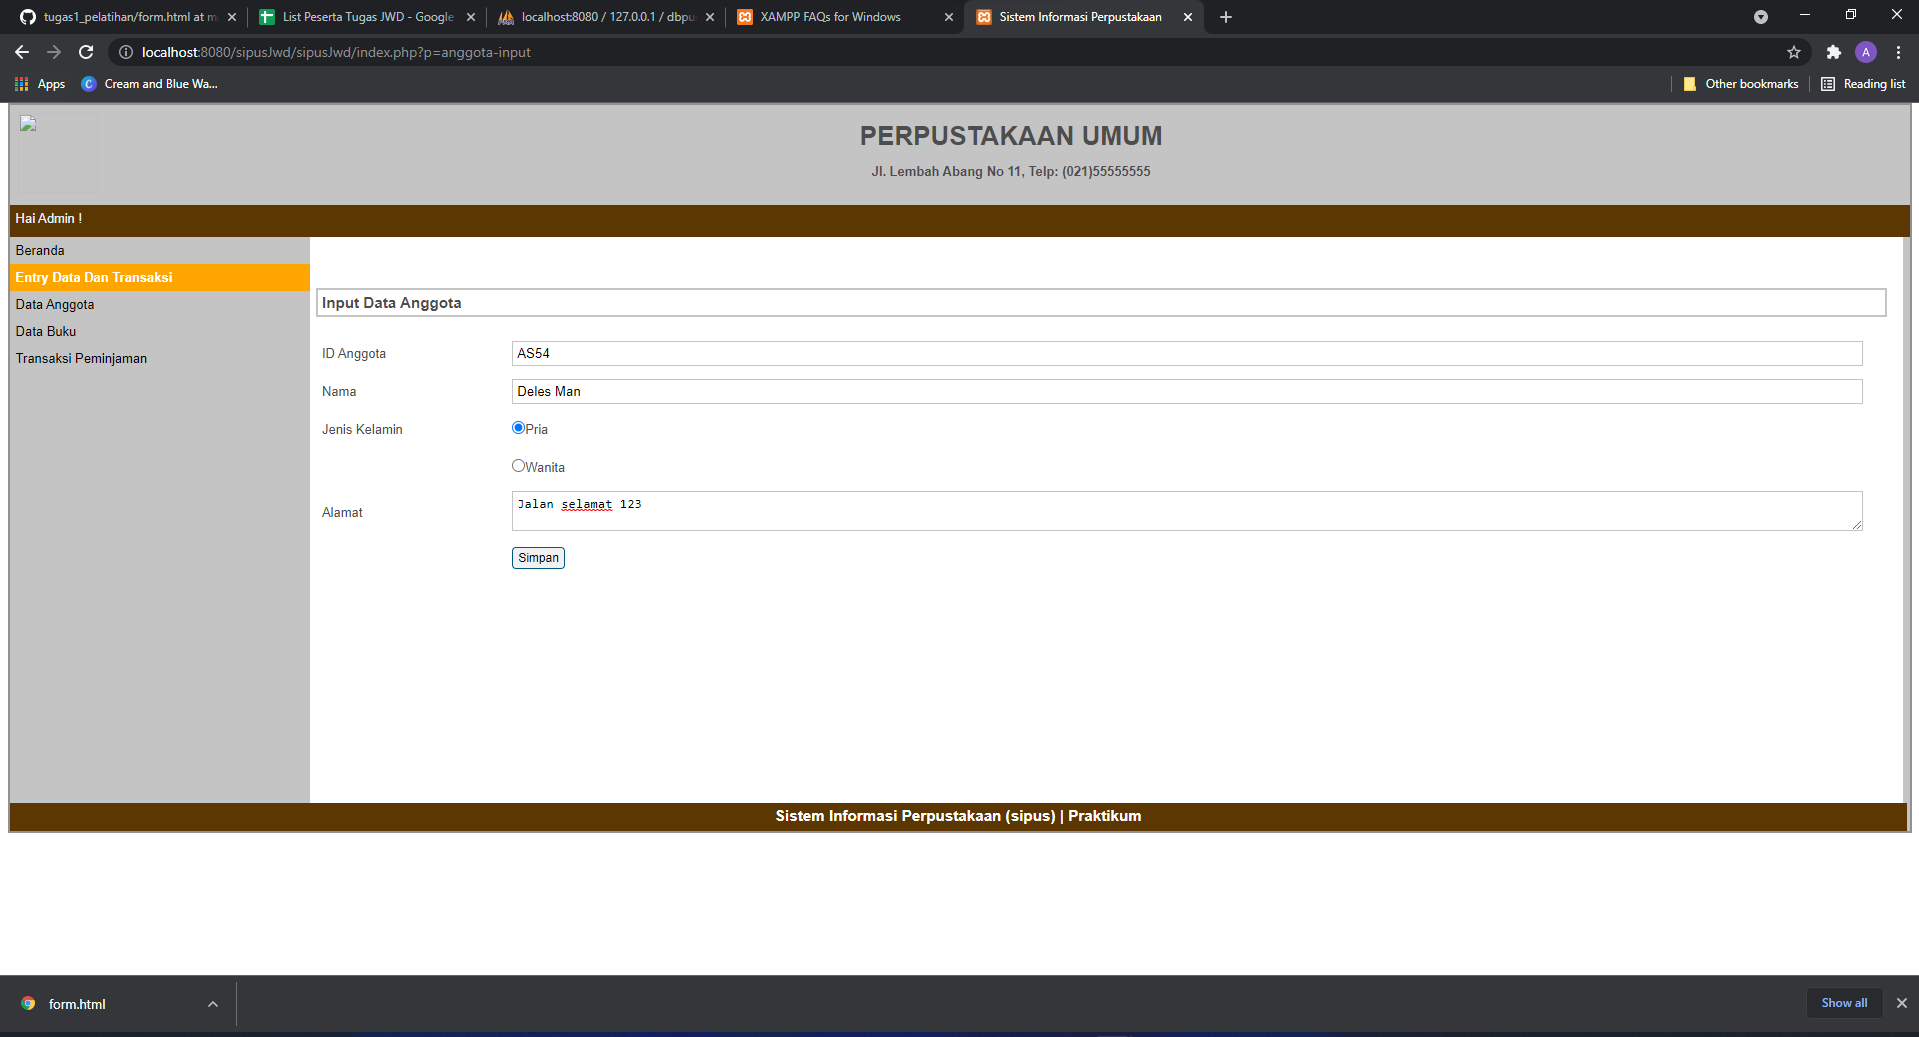 tugas1_pelatihan/form.html at m
List Peserta Tugas JWD - Google
localhost:8080 / 127.0.0.1 / dbpu
XAMPP FAQs for Windows
Sistem Informasi Perpustakaan
localhost:8080/sipusJwd/sipusJwd/index.php?p=anggota-input
A
Apps
C
Cream and Blue Wa...
Other bookmarks
Reading list
PERPUSTAKAAN UMUM
Jl. Lembah Abang No 11, Telp: (021)55555555
Hai Admin !
Beranda
Entry Data Dan Transaksi
Data Anggota
Data Buku
Transaksi Peminjaman
Input Data Anggota
ID Anggota
AS54
Nama
Deles Man
Jenis Kelamin
Pria
Wanita
Alamat
Jalan selamat 123
Simpan
Sistem Informasi Perpustakaan (sipus) | Praktikum
form.html
Show all